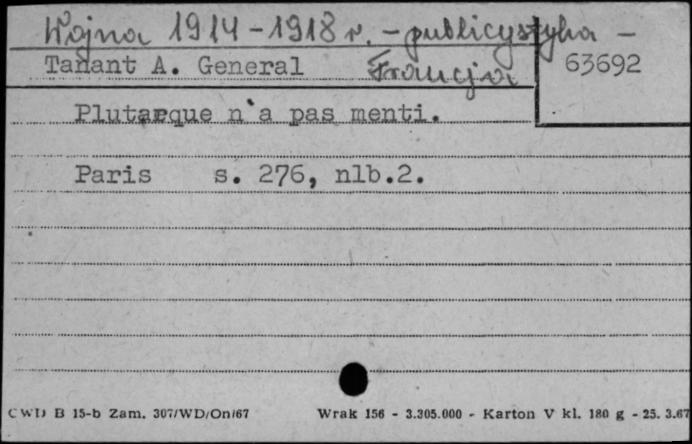 Wojna 1914-1918 r. - publicystyka -
Tanant A. General Francja 63692
Plutarque n'a pas menti.
Paris s. 276, nlb.2.
CWD B 15-b Zam. 307/WD/On/67 Wrak 156 - 3.305.000 - Karton V kl. 180 g - 25. 3.67